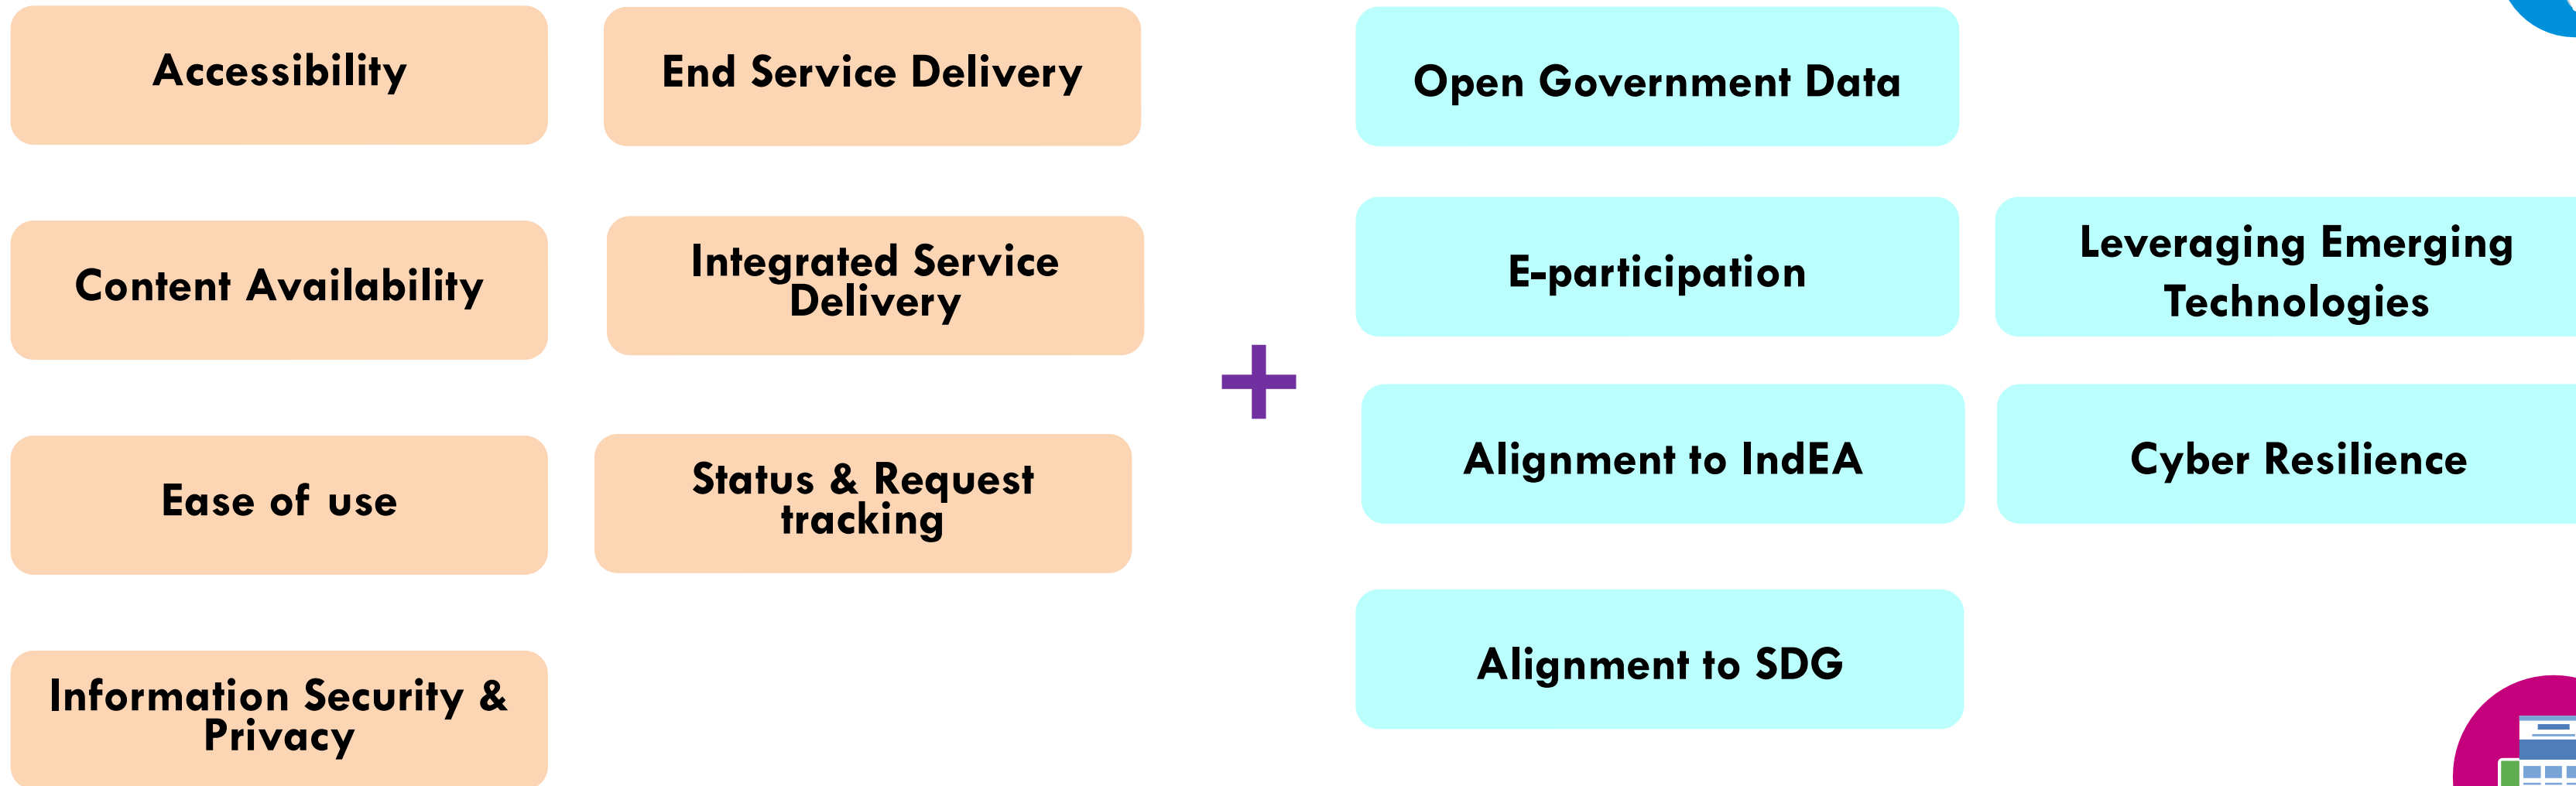 Accessibility
Content Availability
Ease of use
Information Security &
Privacy
End Service Delivery
Integrated Service
Delivery
Status & Request
tracking
+
Open Government Data
E-participation
Alignment to IndEA
Alignment to SDG
Leveraging Emerging
Technologies
Cyber Resilience